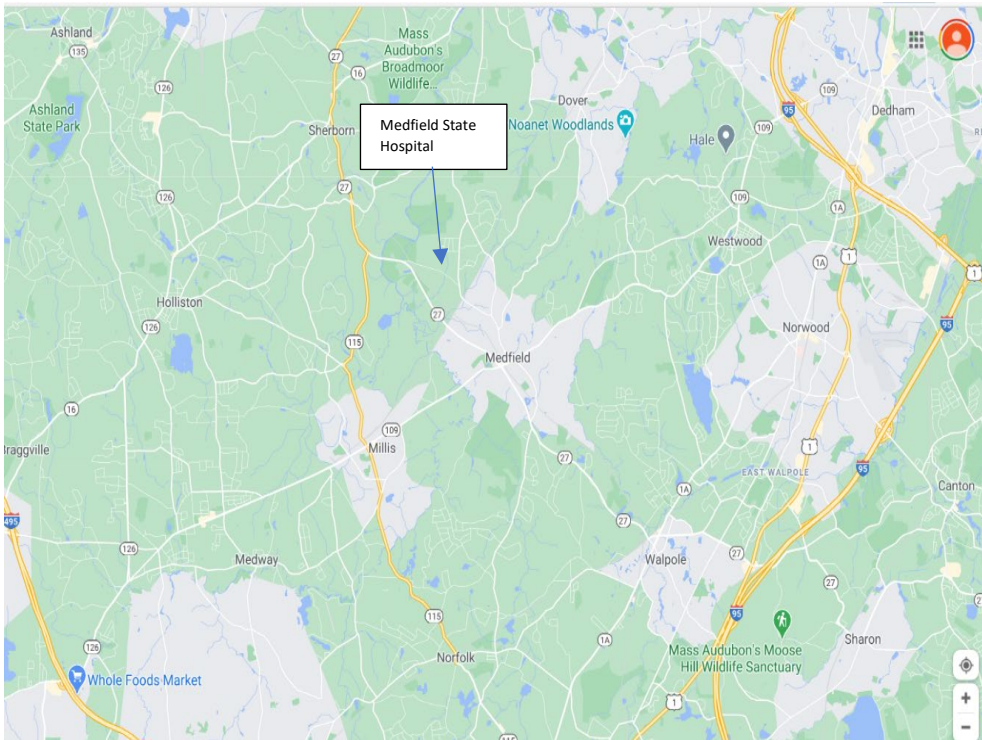 Ashland
135
126
Ashland
State Park
27
16
Mass
Audubon's
Broadmoor
Wildlife...
Sherborn
Medfield State
Hospital
Dover
Noanet Woodlands
Hale
109
95
109
Dedham
126
27
109
1A
Westwood
1A
1
1
Holliston
126
27
115
Medfield
Norwood
95
16
Braggville
109
Millis
1
EAST WALPOLE
95
27
1A
Canton
495
126
Medway
27
Walpole
27
27
115
95
1A
Norfolk
Mass Audubon's Moose
Hill Wildlife Sanctuary
Sharon
126
Whole Foods Market
1
+
−